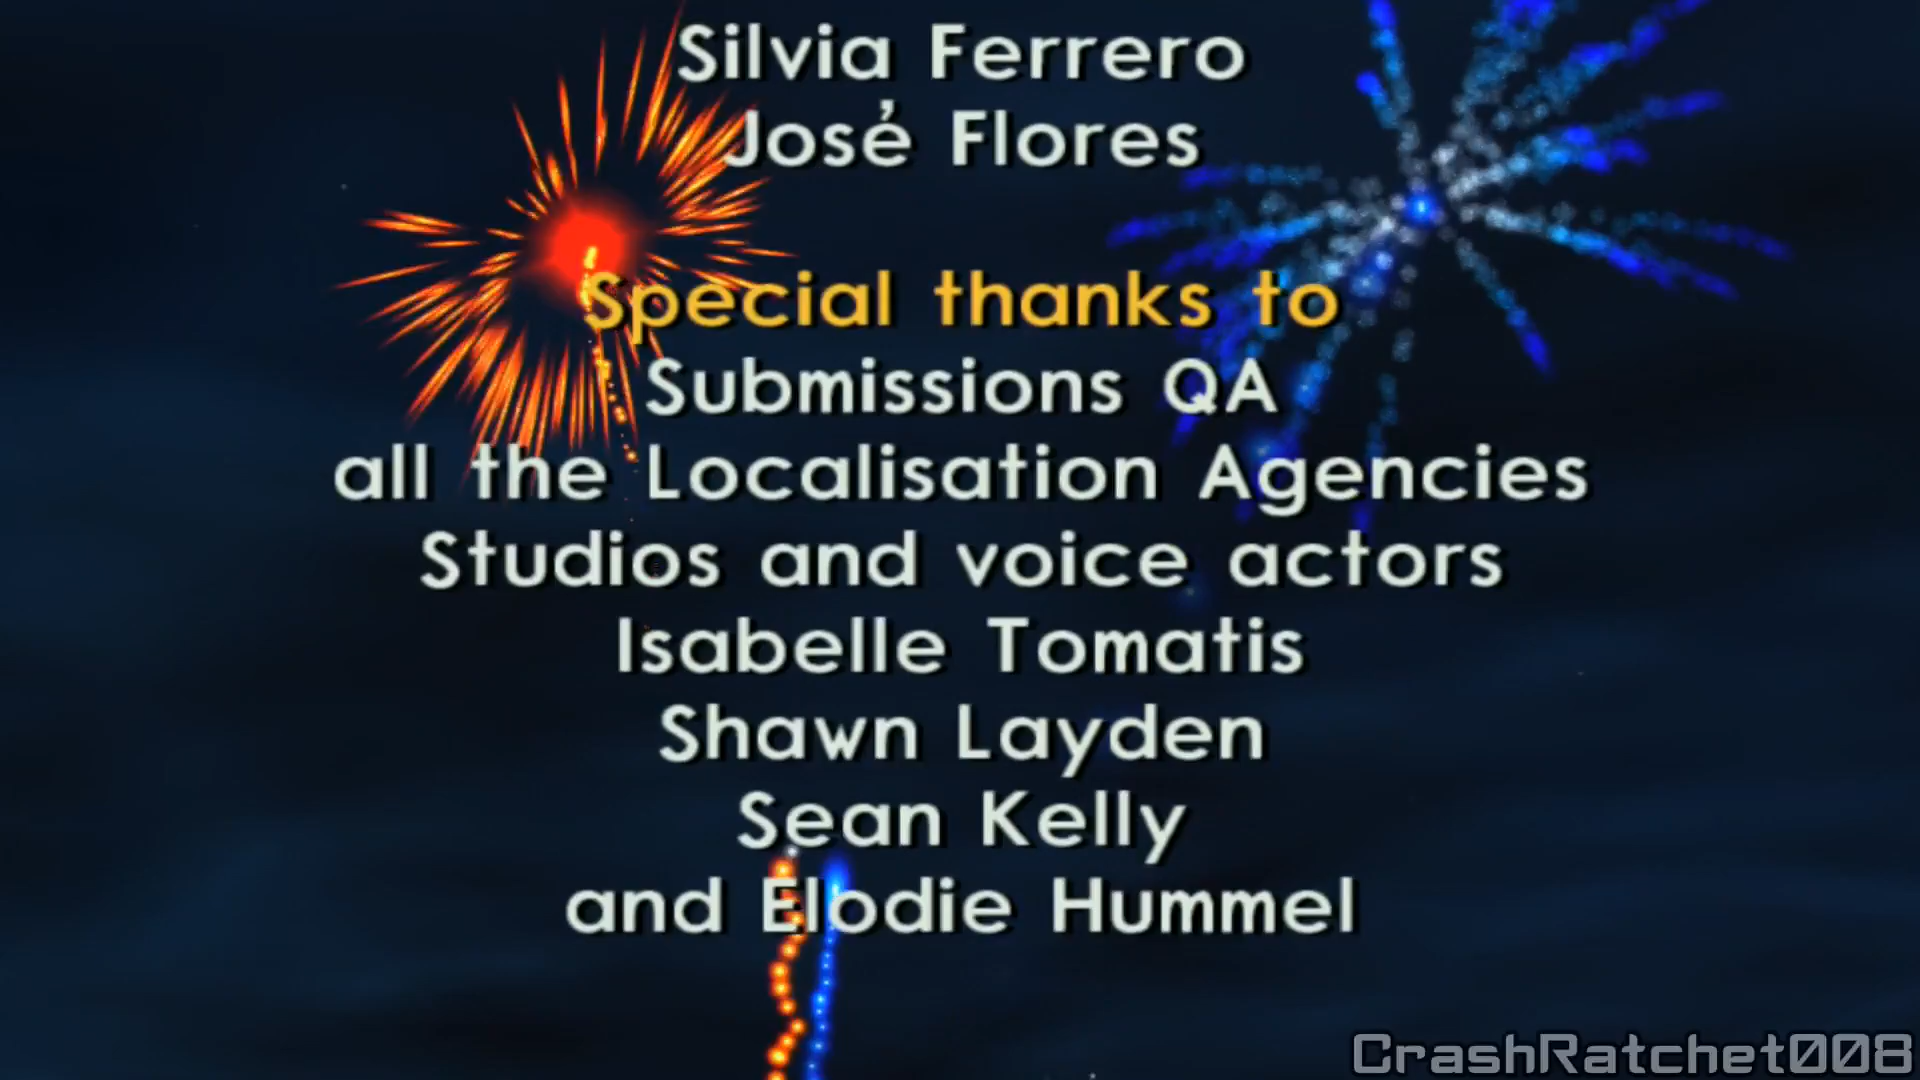 Silvia Ferrero
José Flores
Special thanks to
Submissions QA
all the Localisation Agencies
Studios and voice actors
Isabelle Tomatis
Shawn Layden
Sean Kelly
and Elodie Hummel
CrashRatchet008